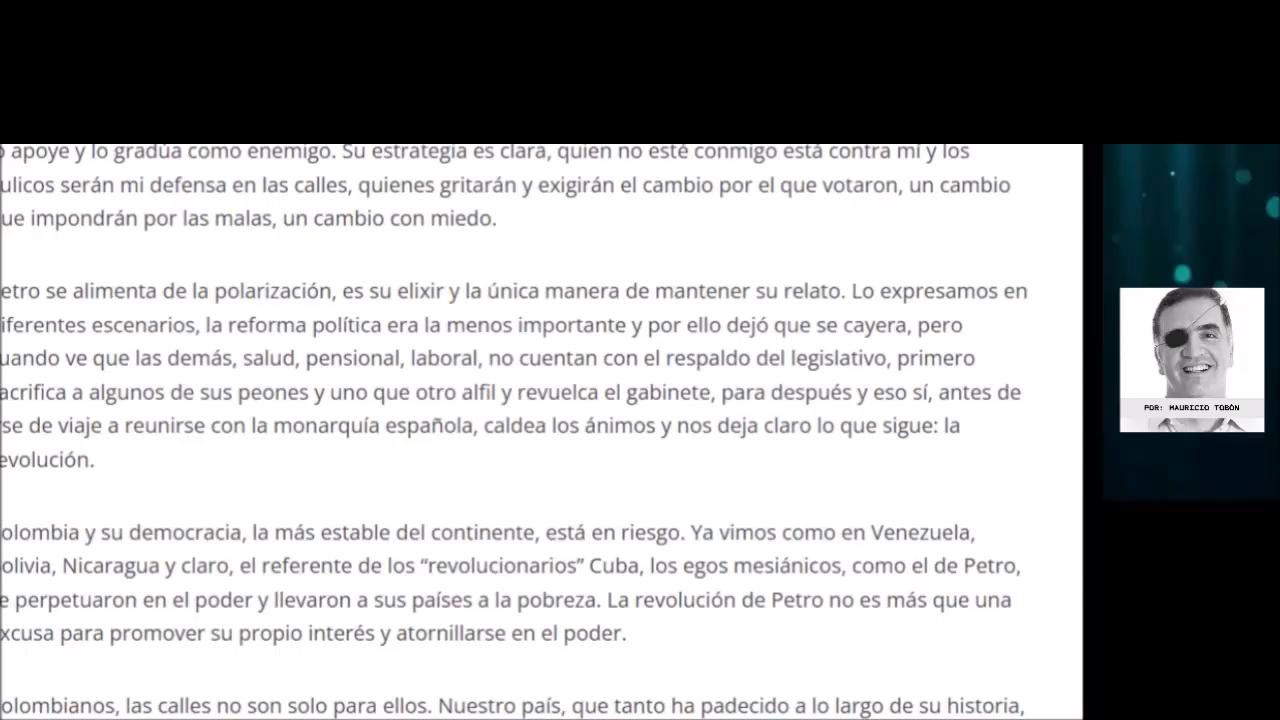 o apoye y lo gradúa como enemigo. Su estrategia es clara, quien no esté conmigo está contra mí y los
ulicos serán mi defensa en las calles, quienes gritarán y exigirán el cambio por el que votaron, un cambio
ue impondrán por las malas, un cambio con miedo.
etro se alimenta de la polarización, es su elixir y la única manera de mantener su relato. Lo expresamos en
iferentes escenarios, la reforma política era la menos importante y por ello dejó que se cayera, pero
uando ve que las demás, salud, pensional, laboral, no cuentan con el respaldo del legislativo, primero
acrifica a algunos de sus peones y uno que otro alfil y revuelca el gabinete, para después y eso sí, antes de
rse de viaje a reunirse con la monarquía española, caldea los ánimos y nos deja claro lo que sigue: la
evolución.
olombia y su democracia, la más estable del continente, está en riesgo. Ya vimos como en Venezuela,
olivia, Nicaragua y claro, el referente de los “revolucionarios” Cuba, los egos mesiánicos, como el de Petro,
e perpetuaron en el poder y llevaron a sus países a la pobreza. La revolución de Petro no es más que una
xcusa para promover su propio interés y atornillarse en el poder.
olombianos, las calles no son solo para ellos. Nuestro país, que tanto ha padecido a lo largo de su historia,
POR: MAURICIO TOBÓN